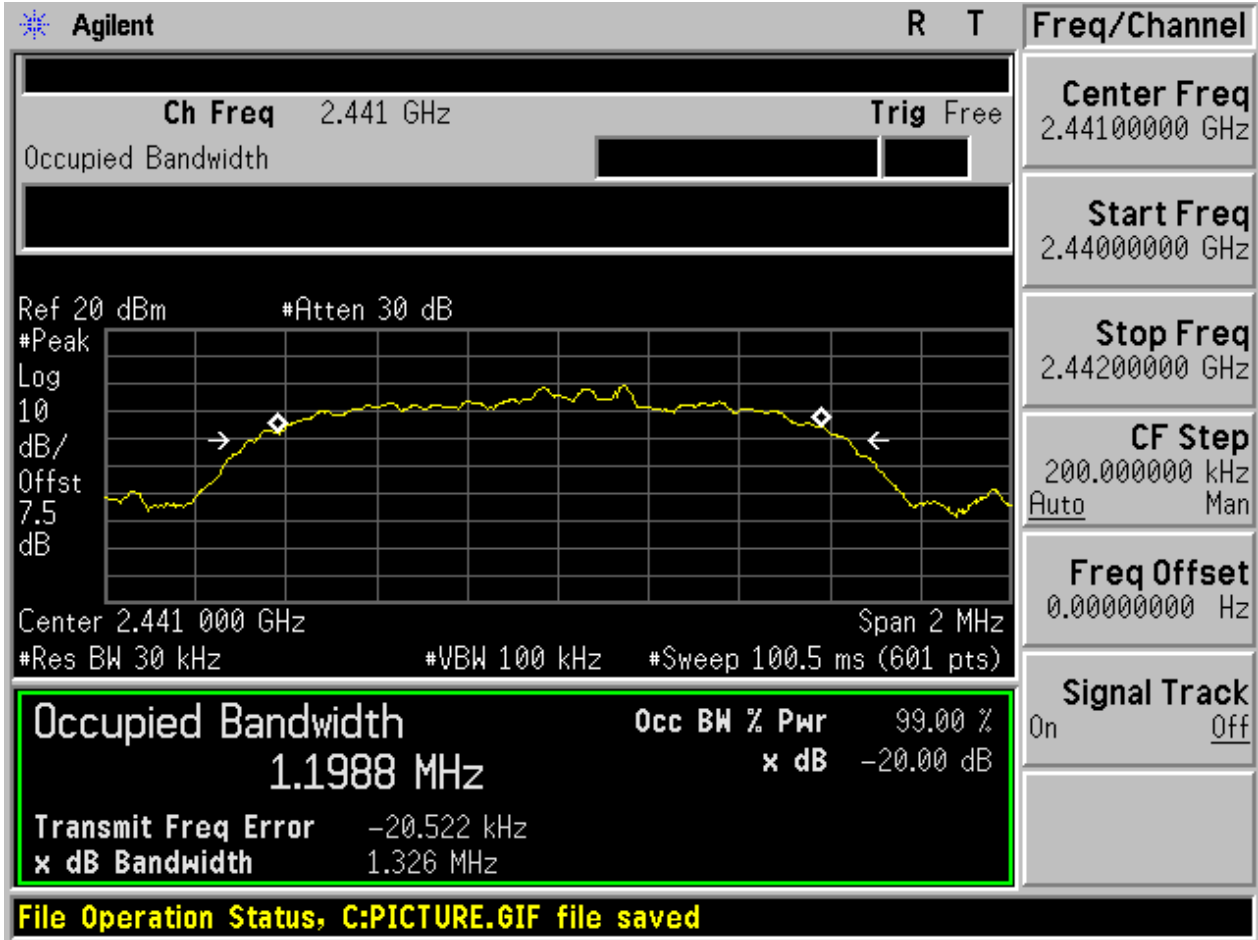 Agilent R T
Freq/Channel
Ch Freq 2.441 GHz Trig Free
Occupied Bandwidth
Center Freq
2.44100000 GHz
Start Freq
2.44000000 GHz
Stop Freq
2.44200000 GHz
CF Step
200.000000 kHz
Auto Man
Freq Offset
0.00000000 Hz
Signal Track
On Off
Ref 20 dBm #Atten 30 dB
#Peak
Log
10
dB/
Offst
7.5
dB
Center 2.441 000 GHz Span 2 MHz
#Res BW 30 kHz #VBW 100 kHz #Sweep 100.5 ms (601 pts)
Occupied Bandwidth Occ BW % Pwr 99.00 %
1.1988 MHz x dB -20.00 dB
Transmit Freq Error -20.522 kHz
x dB Bandwidth 1.326 MHz
File Operation Status, C:PICTURE.GIF file saved